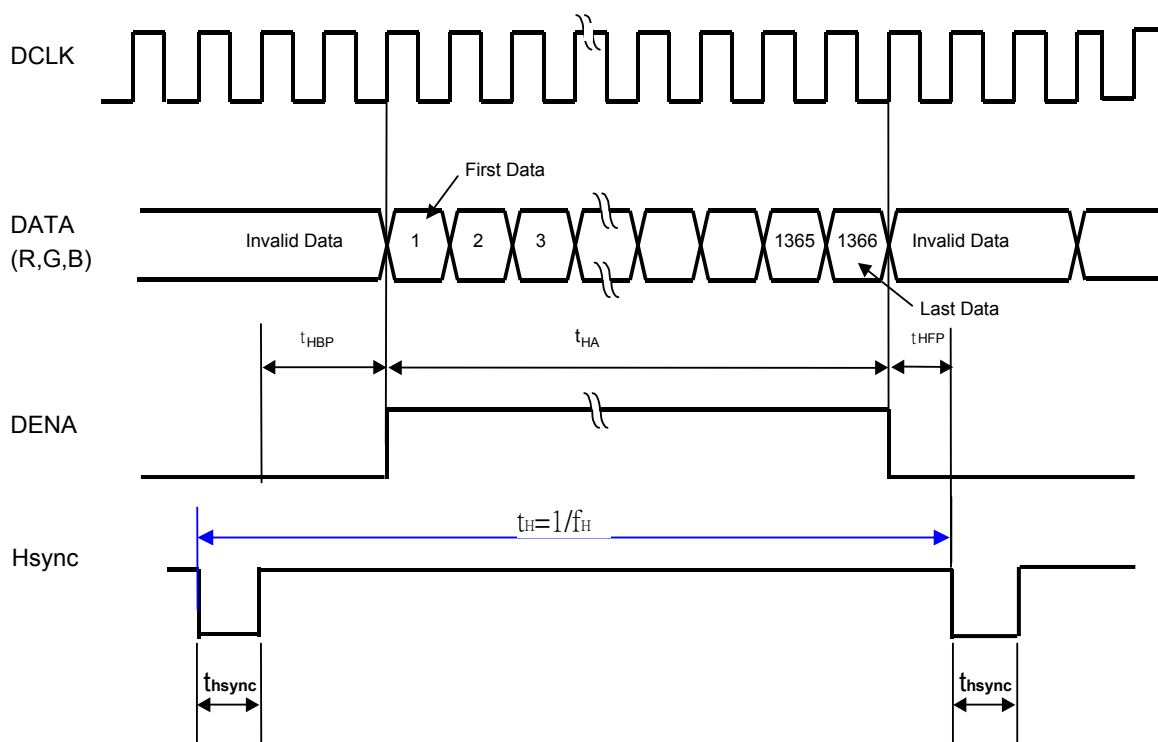 DCLK
First Data
DATA
(R,G,B)
Invalid Data
1
2
3
1365
1366
Invalid Data
Last Data
tHBP
tHA
tHFP
DENA
tH=1/fH
Hsync
thsync
thsync